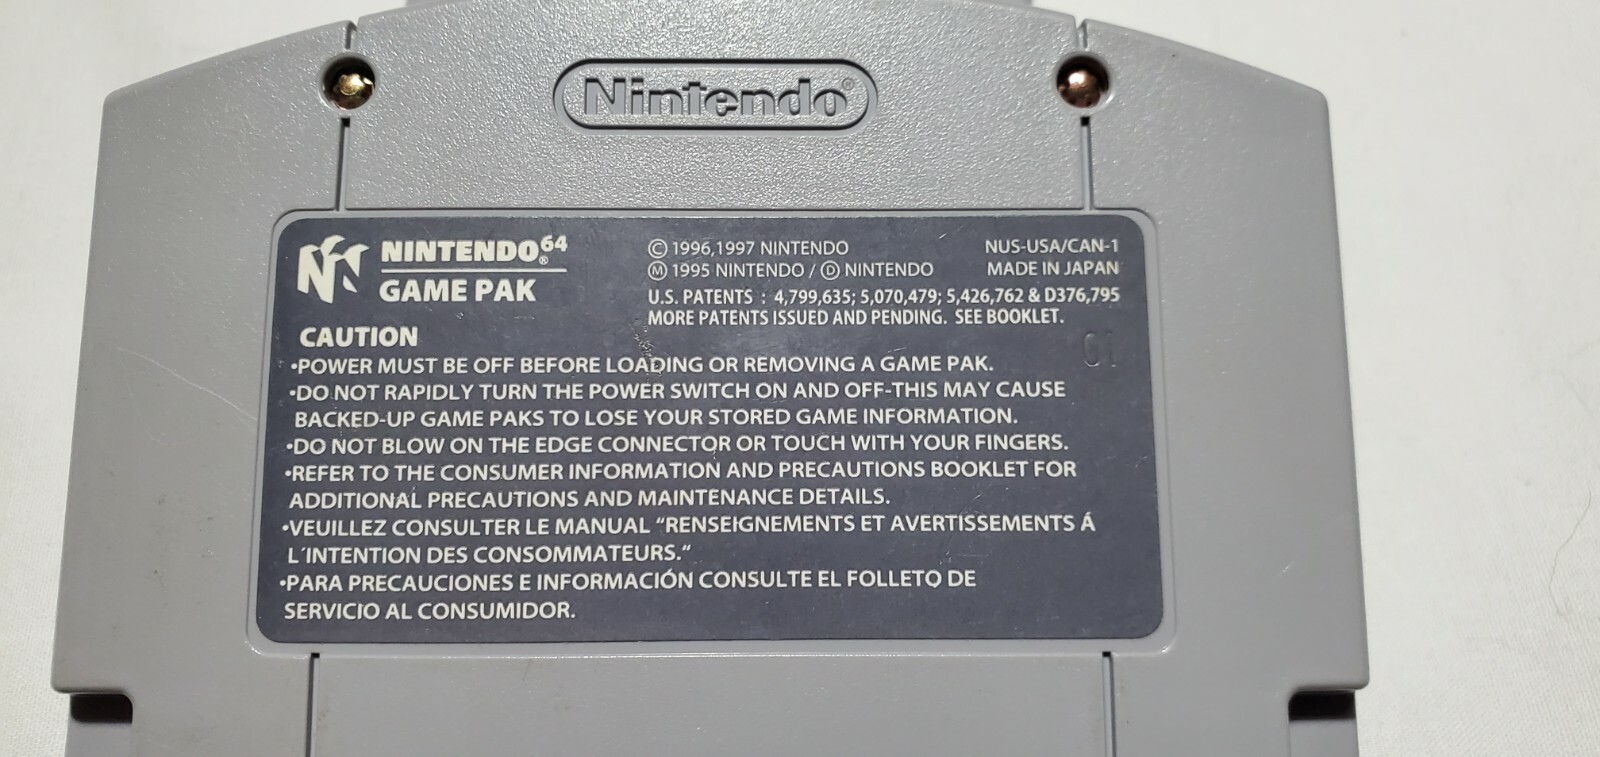 Nintendo®
NINTENDO®64
GAME PAK
© 1996,1997 NINTENDO
Ⓜ 1995 NINTENDO / Ⓓ NINTENDO
NUS-USA/CAN-1
MADE IN JAPAN
U.S. PATENTS : 4,799,635; 5,070,479; 5,426,762 & D376,795
MORE PATENTS ISSUED AND PENDING. SEE BOOKLET.
01
CAUTION
•POWER MUST BE OFF BEFORE LOADING OR REMOVING A GAME PAK.
•DO NOT RAPIDLY TURN THE POWER SWITCH ON AND OFF-THIS MAY CAUSE
BACKED-UP GAME PAKS TO LOSE YOUR STORED GAME INFORMATION.
•DO NOT BLOW ON THE EDGE CONNECTOR OR TOUCH WITH YOUR FINGERS.
•REFER TO THE CONSUMER INFORMATION AND PRECAUTIONS BOOKLET FOR
ADDITIONAL PRECAUTIONS AND MAINTENANCE DETAILS.
•VEUILLEZ CONSULTER LE MANUAL “RENSEIGNEMENTS ET AVERTISSEMENTS Á
L´INTENTION DES CONSOMMATEURS.“
•PARA PRECAUCIONES E INFORMACIÓN CONSULTE EL FOLLETO DE
SERVICIO AL CONSUMIDOR.